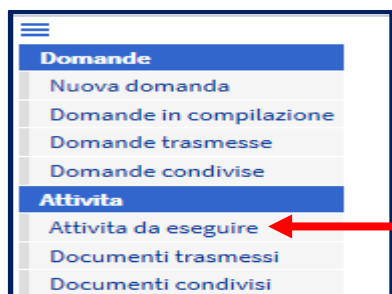 Domande
Nuova domanda
Domande in compilazione
Domande trasmesse
Domande condivise
Attivita
Attivita da eseguire
Documenti trasmessi
Documenti condivisi